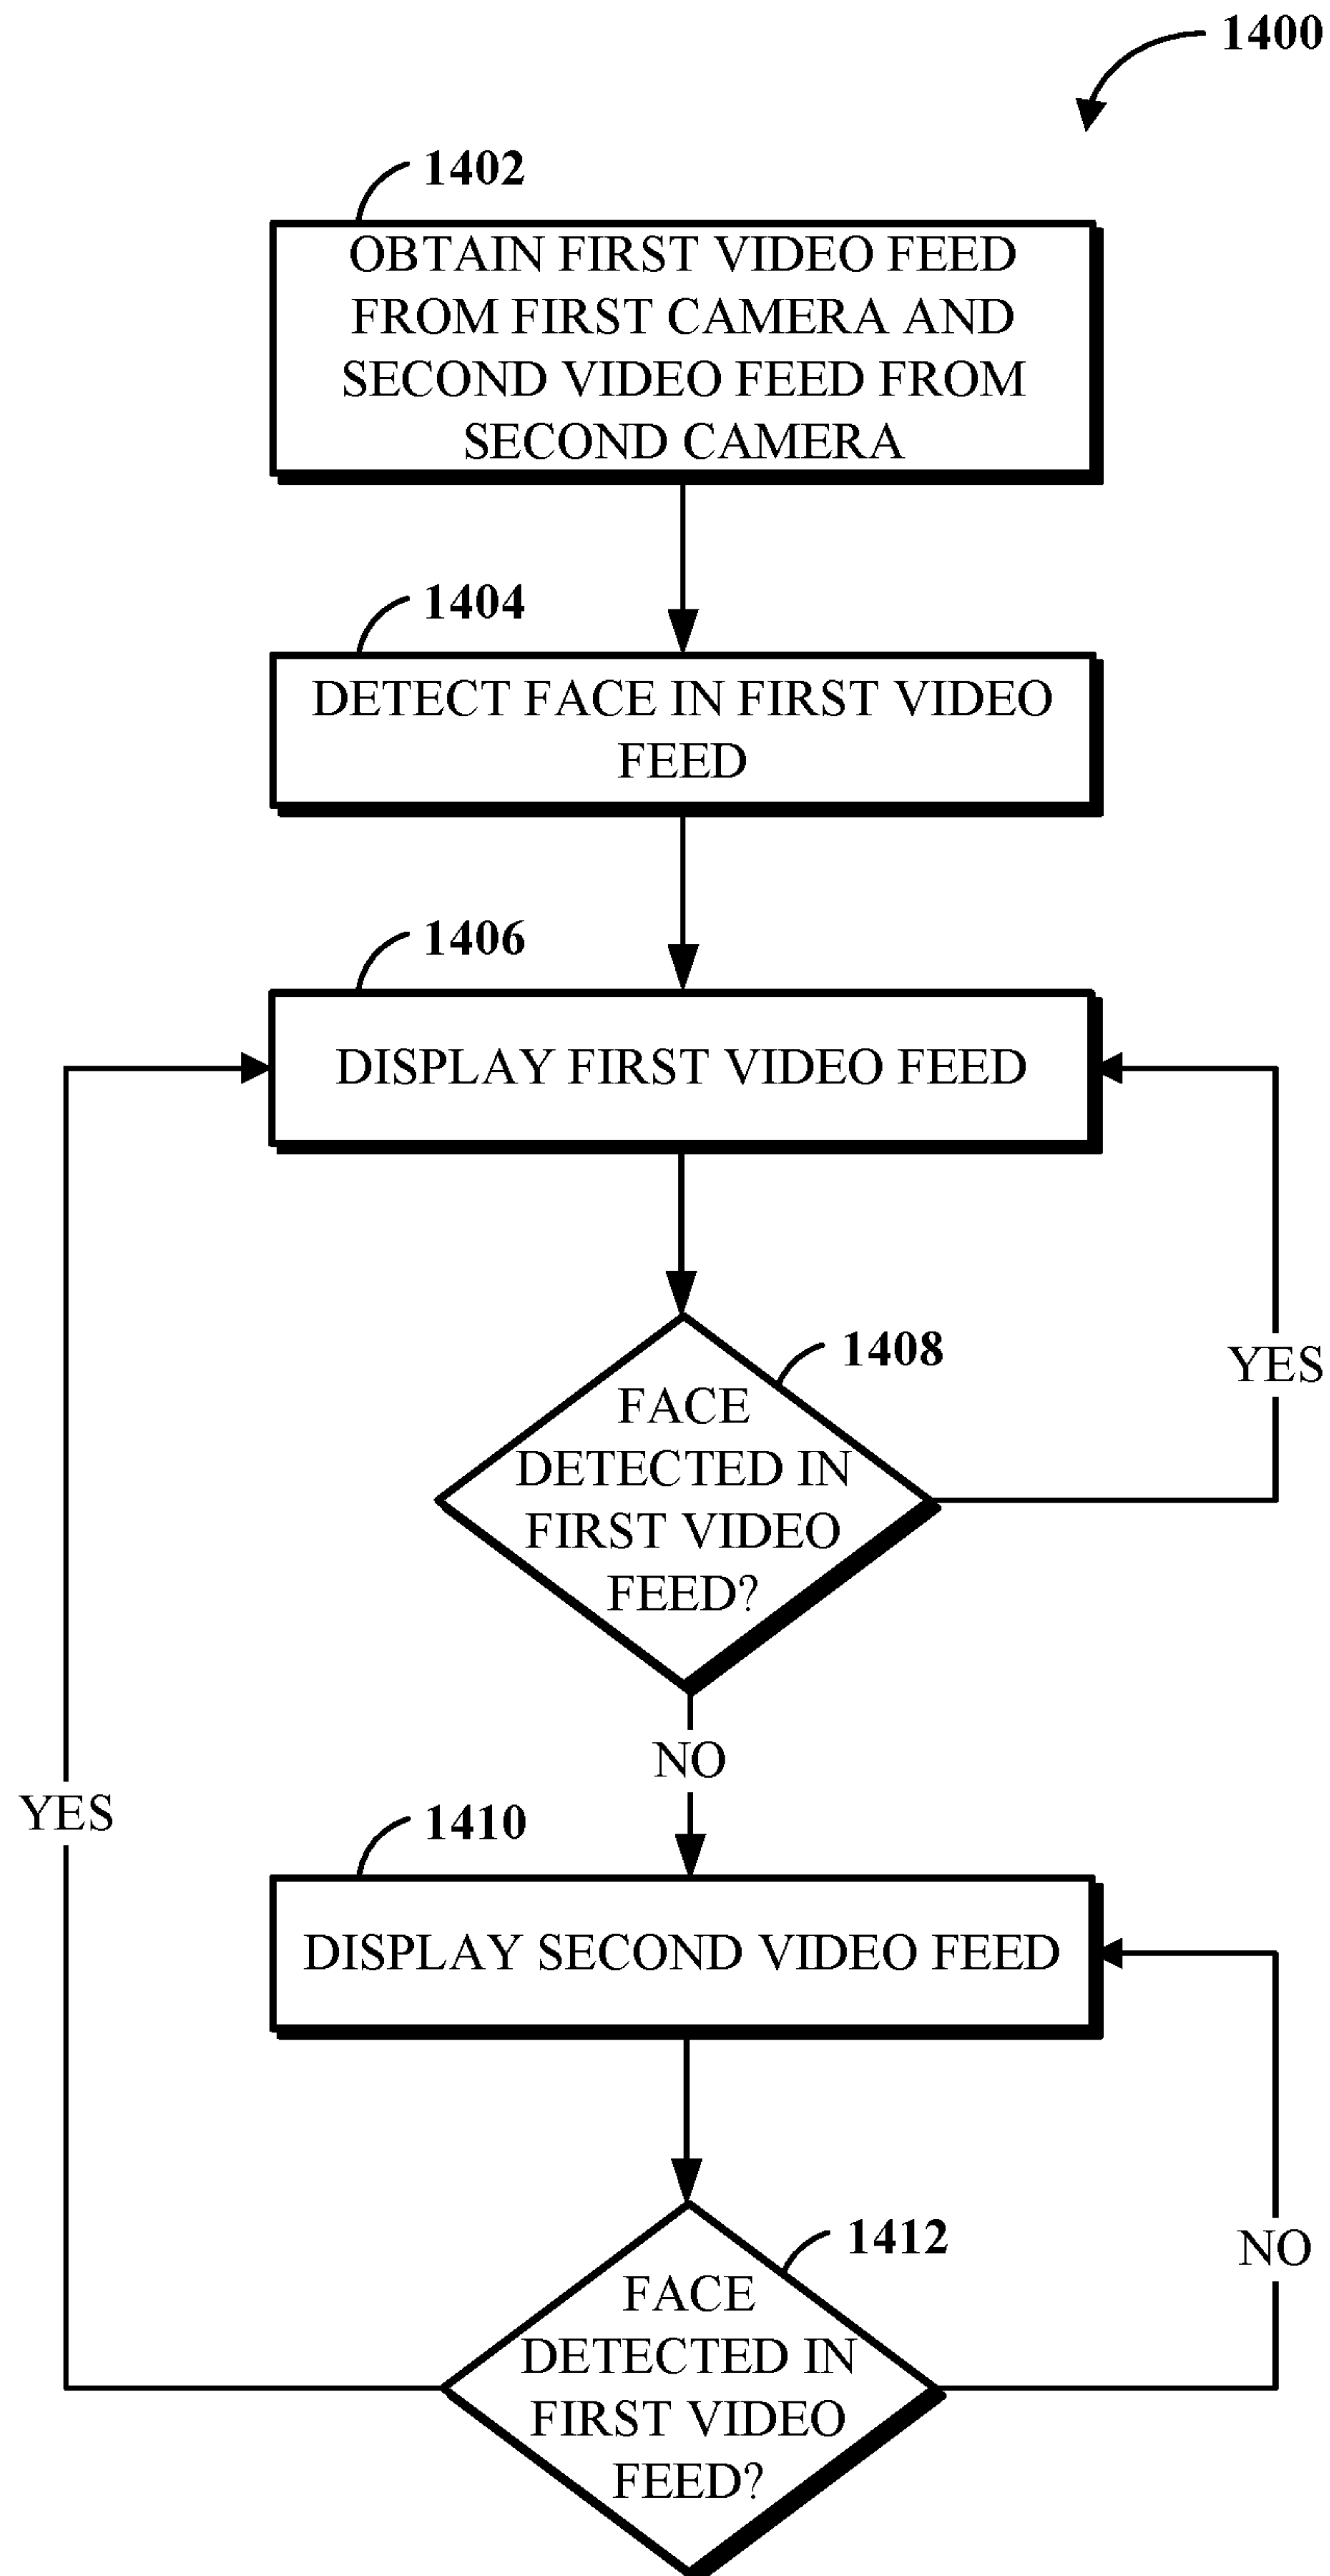 1400
1402
OBTAIN FIRST VIDEO FEED
FROM FIRST CAMERA AND
SECOND VIDEO FEED FROM
SECOND CAMERA
1404
DETECT FACE IN FIRST VIDEO
FEED
1406
DISPLAY FIRST VIDEO FEED
1408
FACE
DETECTED IN
FIRST VIDEO
FEED?
YES
NO
YES
1410
DISPLAY SECOND VIDEO FEED
1412
FACE
DETECTED IN
FIRST VIDEO
FEED?
NO